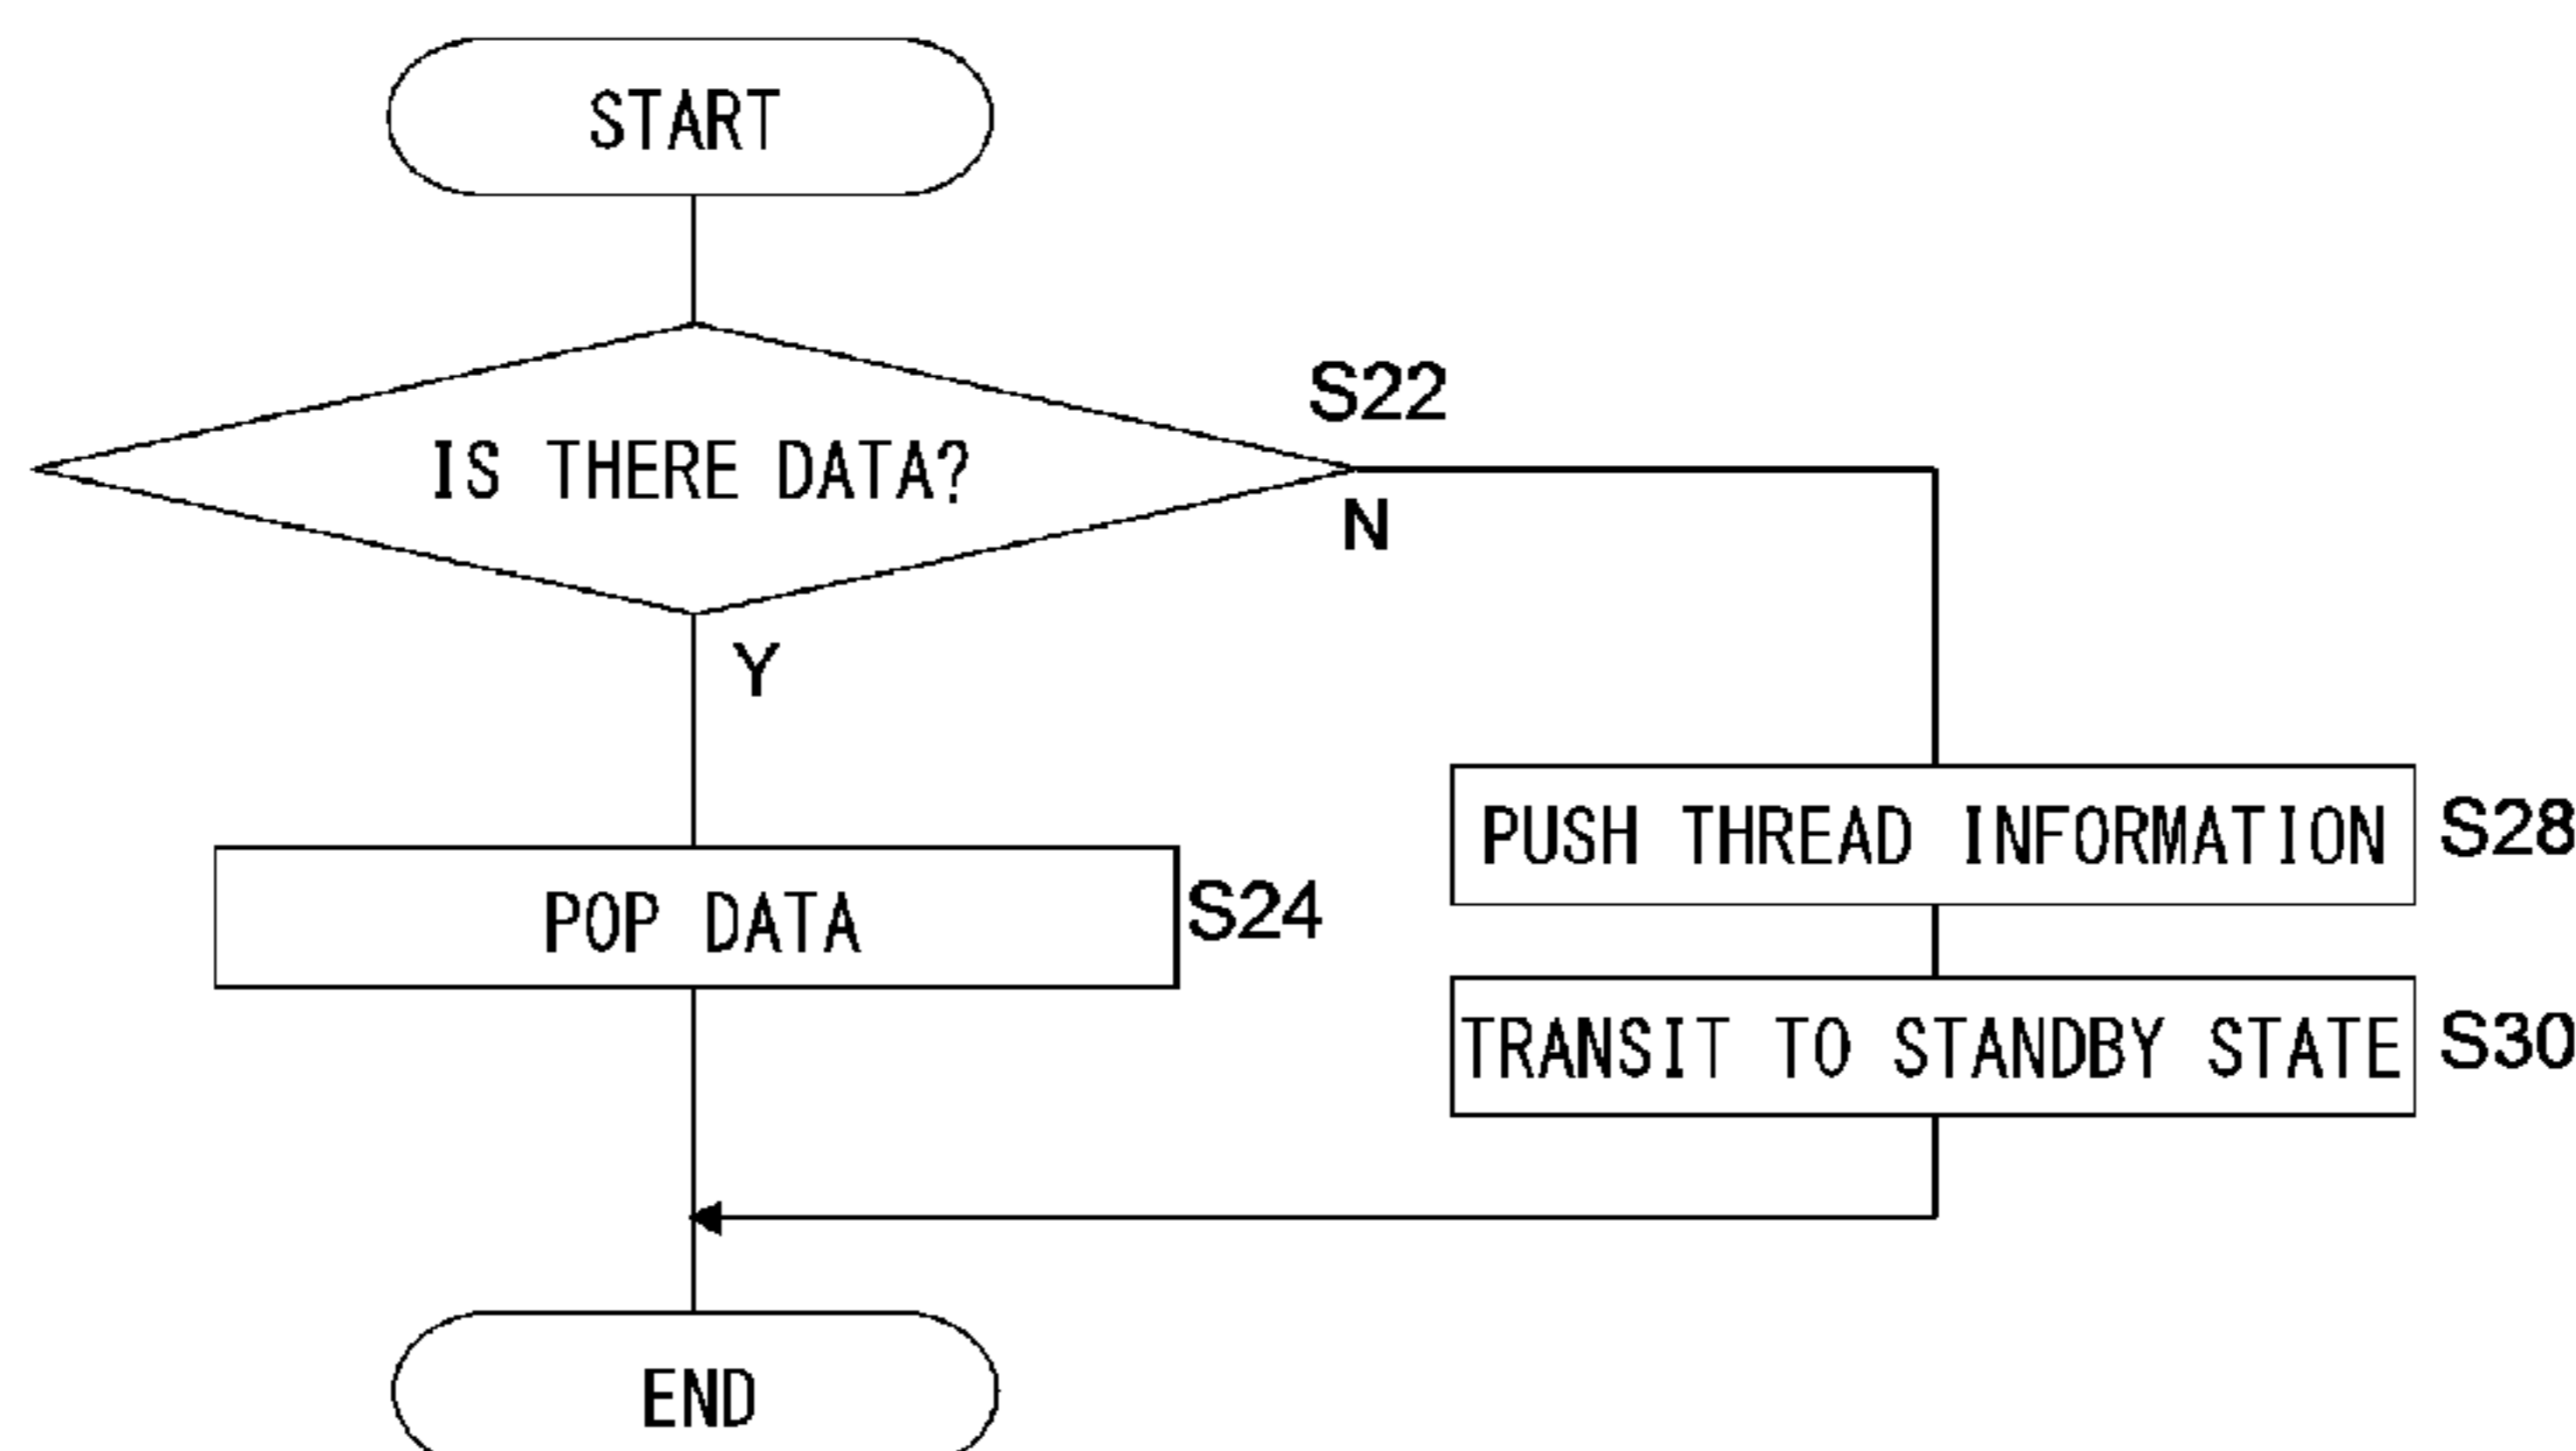 START
S22
IS THERE DATA?
N
Y
PUSH THREAD INFORMATION S28
POP DATA S24
TRANSIT TO STANDBY STATE S30
END